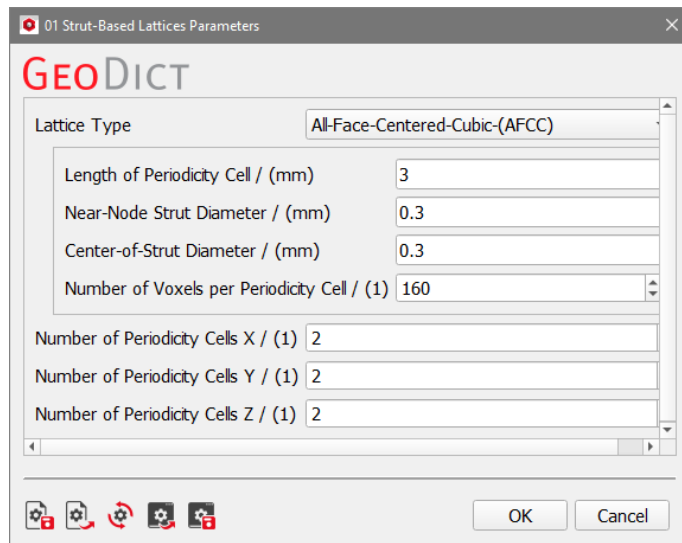 01 Strut-Based Lattices Parameters
GEODICT
Lattice Type All-Face-Centered-Cubic-(AFCC)
Length of Periodicity Cell / (mm) 3
Near-Node Strut Diameter / (mm) 0.3
Center-of-Strut Diameter / (mm) 0.3
Number of Voxels per Periodicity Cell / (1) 160
Number of Periodicity Cells X / (1) 2
Number of Periodicity Cells Y / (1) 2
Number of Periodicity Cells Z / (1) 2
OK Cancel